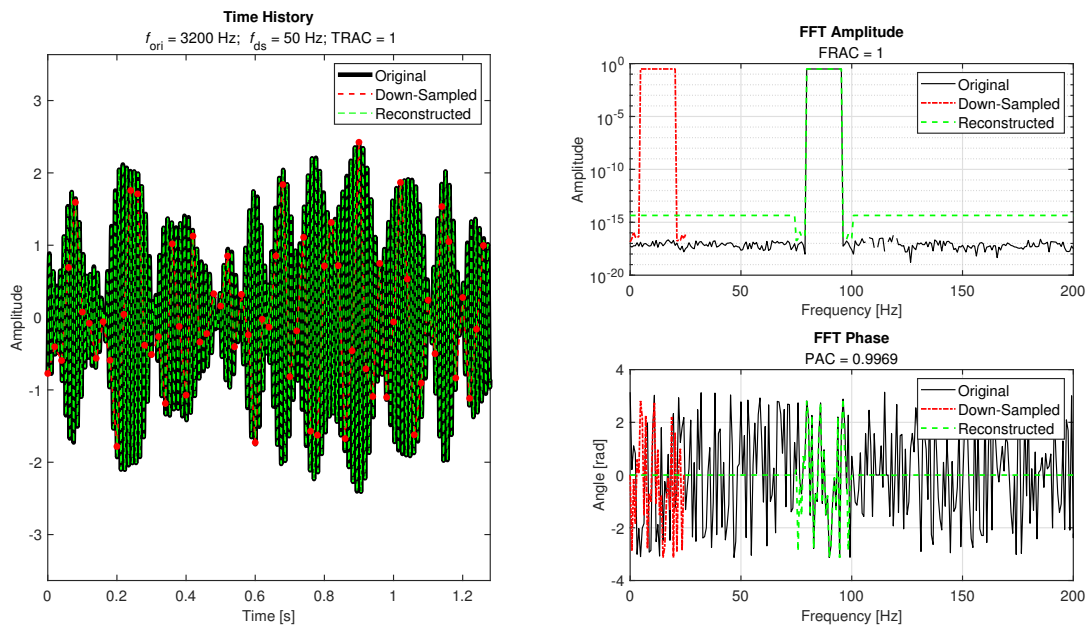 Time History
f_ori = 3200 Hz; f_ds = 50 Hz; TRAC = 1
Original
Down-Sampled
Reconstructed
3
2
1
0
-1
-2
-3
Amplitude
0 0.2 0.4 0.6 0.8 1 1.2
Time [s]
FFT Amplitude
FRAC = 1
Original
Down-Sampled
Reconstructed
10^0
10^-5
10^-10
10^-15
10^-20
Amplitude
0 50 100 150 200
Frequency [Hz]
FFT Phase
PAC = 0.9969
Original
Down-Sampled
Reconstructed
4
2
0
-2
-4
Angle [rad]
0 50 100 150 200
Frequency [Hz]